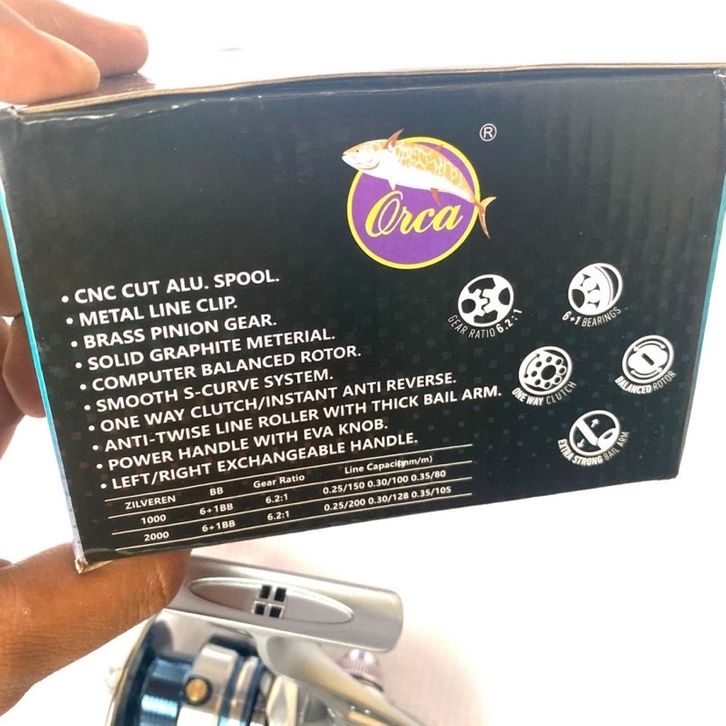 ®
Orca
• CNC CUT ALU. SPOOL.
• METAL LINE CLIP.
• BRASS PINION GEAR.
• SOLID GRAPHITE METERIAL.
• COMPUTER BALANCED ROTOR.
• SMOOTH S-CURVE SYSTEM.
• ONE WAY CLUTCH/INSTANT ANTI REVERSE.
• ANTI-TWISE LINE ROLLER WITH THICK BAIL ARM.
• POWER HANDLE WITH EVA KNOB.
• LEFT/RIGHT EXCHANGEABLE HANDLE.
GEAR RATIO 6.2:1
6+1 BEARINGS
ONE WAY CLUTCH
BALANCED ROTOR
EXTRA STRONG BAIL ARM
ZILVEREN BB Gear Ratio Line Capacity(mm/m)
1000 6+1BB 6.2:1 0.25/150 0.30/100 0.35/80
2000 6+1BB 6.2:1 0.25/200 0.30/128 0.35/105